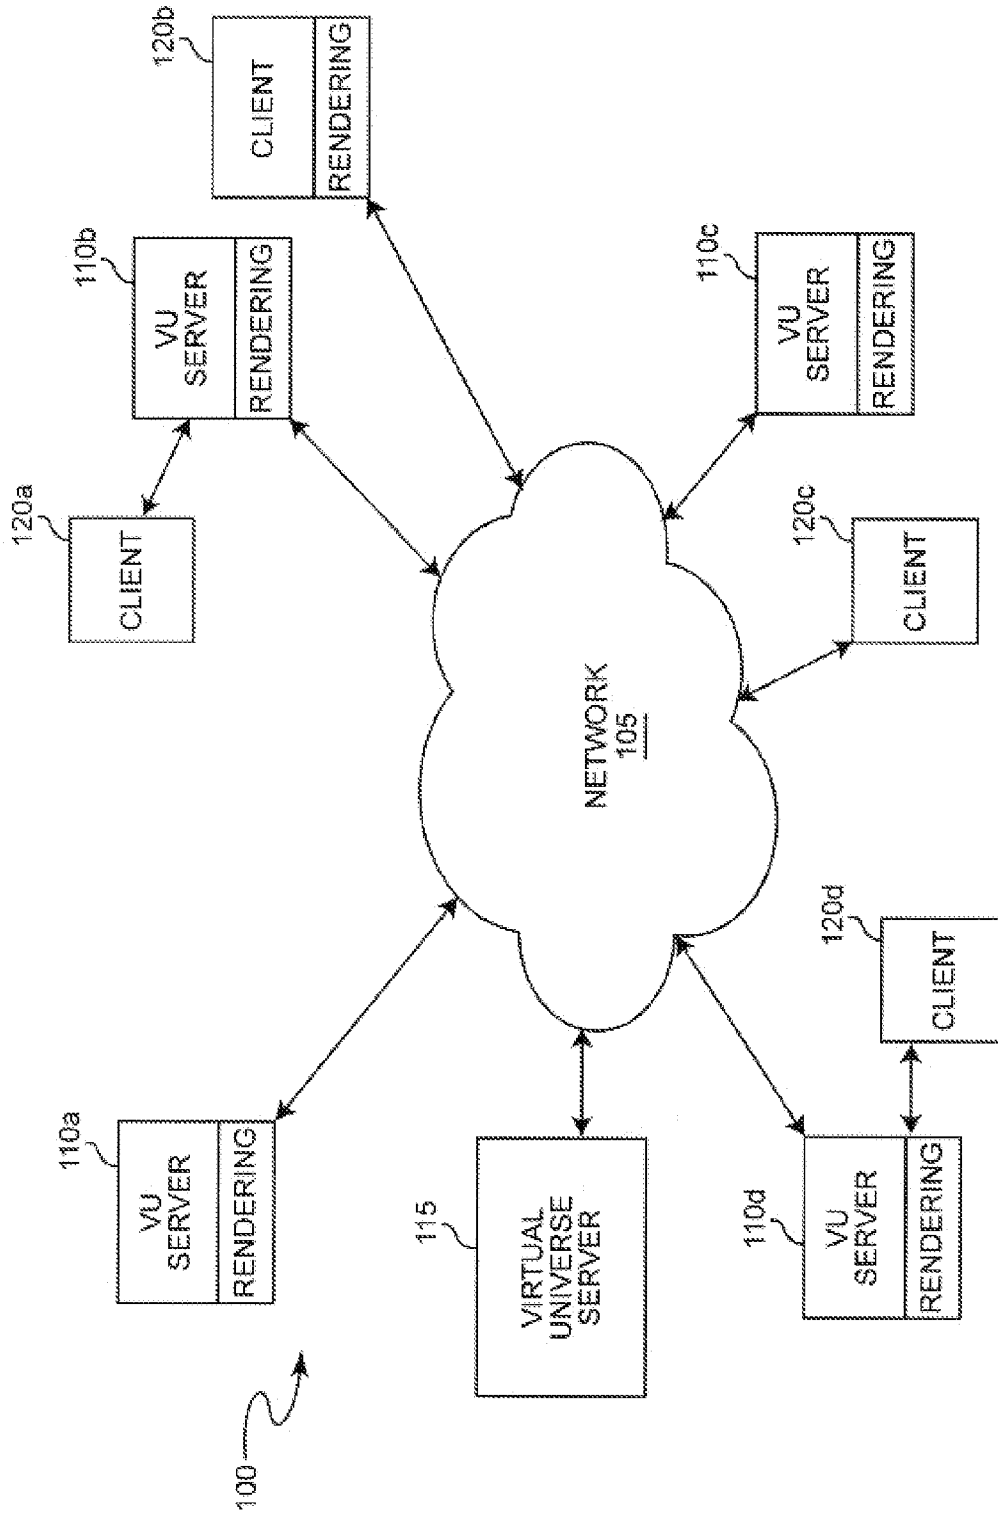 100
110a
VU
SERVER
RENDERING
120a
CLIENT
110b
VU
SERVER
RENDERING
120b
CLIENT
RENDERING
115
VIRTUAL
UNIVERSE
SERVER
NETWORK
105
110c
VU
SERVER
RENDERING
120c
CLIENT
110d
VU
SERVER
RENDERING
120d
CLIENT